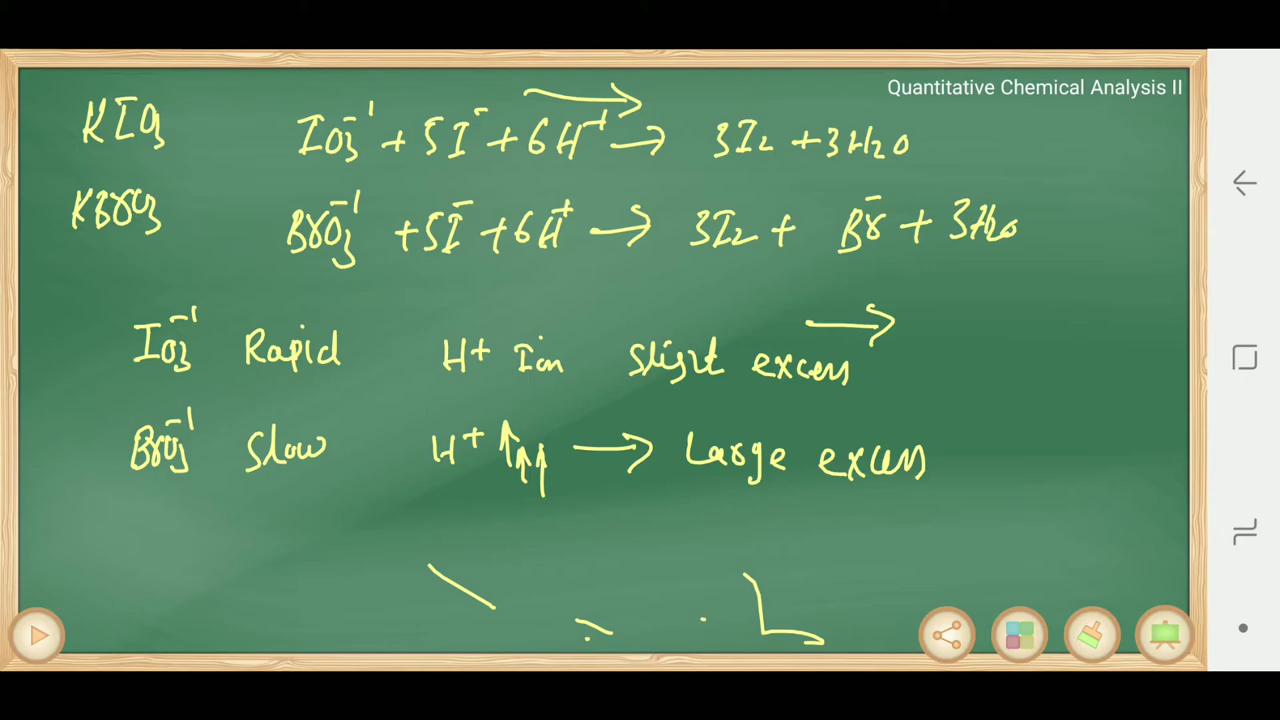 Quantitative Chemical Analysis II
KIO₃ IO₃⁻¹ + 5I⁻ + 6H⁺ → 3I₂ + 3H₂O
KBrO₃ BrO₃⁻¹ + 5I⁻ + 6H⁺ → 3I₂ + Br⁻ + 3H₂O
IO₃⁻¹ Rapid H⁺ Ion Slight excess →
BrO₃⁻¹ Slow H⁺ ↑↑↑ → Large excess